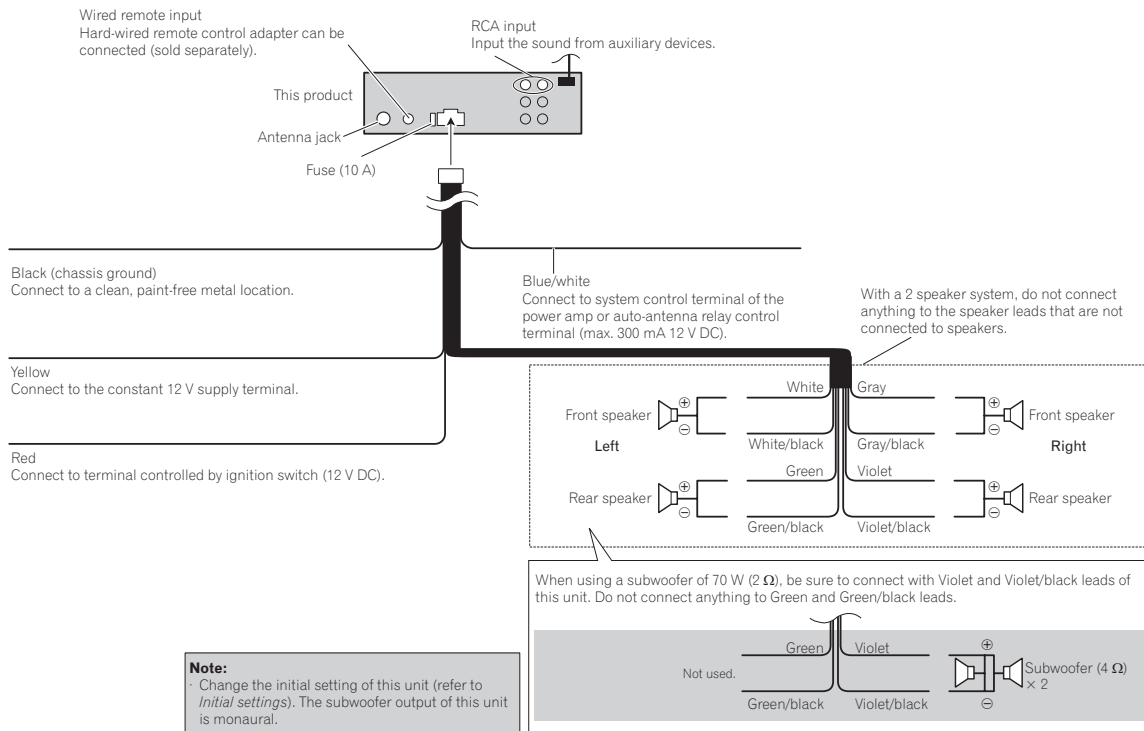 Wired remote input
Hard-wired remote control adapter can be
connected (sold separately).
RCA input
Input the sound from auxiliary devices.
This product
Antenna jack
Fuse (10 A)
Black (chassis ground)
Connect to a clean, paint-free metal location.
Blue/white
Connect to system control terminal of the
power amp or auto-antenna relay control
terminal (max. 300 mA 12 V DC).
With a 2 speaker system, do not connect
anything to the speaker leads that are not
connected to speakers.
Yellow
Connect to the constant 12 V supply terminal.
Red
Connect to terminal controlled by ignition switch (12 V DC).
White
Gray
Front speaker
⊕
⊖
⊕
⊖
Front speaker
Left
White/black
Gray/black
Right
Green
Violet
Rear speaker
⊕
⊖
⊕
⊖
Rear speaker
Green/black
Violet/black
When using a subwoofer of 70 W (2 Ω), be sure to connect with Violet and Violet/black leads of
this unit. Do not connect anything to Green and Green/black leads.
Green
Violet
Not used.
⊕
Subwoofer (4 Ω)
× 2
⊖
Green/black
Violet/black
Note:
· Change the initial setting of this unit (refer to
Initial settings). The subwoofer output of this unit
is monaural.